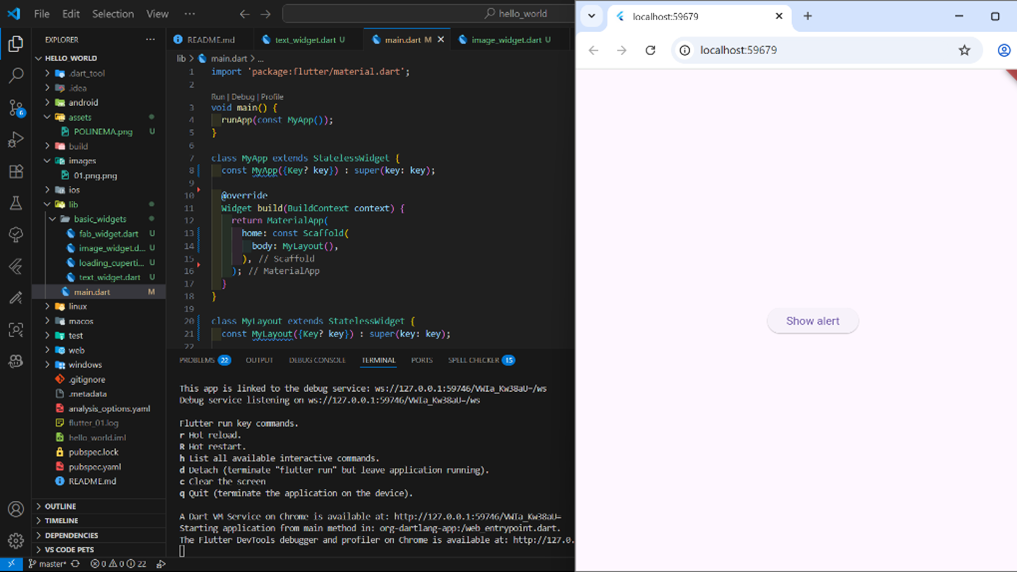 File Edit Selection View ··· ← → hello_world
EXPLORER ···
HELLO_WORLD
.dart_tool
.idea
android
assets
POLINEMA.png U
build
images
01.png.png
ios
lib
basic_widgets
fab_widget.dart U
image_widget.d... U
loading_cuperti... U
text_widget.dart U
main.dart M
linux
macos
test
web
windows
.gitignore
.metadata
analysis_options.yaml
flutter_01.log
hello_world.iml
pubspec.lock
pubspec.yaml
README.md
OUTLINE
TIMELINE
DEPENDENCIES
VS CODE PETS
6
README.md text_widget.dart U main.dart M × image_widget.dart U
lib > main.dart > ...
1 import 'package:flutter/material.dart';
2
Run | Debug | Profile
3 void main() {
4 runApp(const MyApp());
5 }
6
7 class MyApp extends StatelessWidget {
8 const MyApp({Key? key}) : super(key: key);
9
10 @override
11 Widget build(BuildContext context) {
12 return MaterialApp(
13 home: const Scaffold(
14 body: MyLayout(),
15 ), // Scaffold
16 ); // MaterialApp
17 }
18 }
19
20 class MyLayout extends StatelessWidget {
21 const MyLayout({Key? key}) : super(key: key);
22
PROBLEMS 22 OUTPUT DEBUG CONSOLE TERMINAL PORTS SPELL CHECKER 15
This app is linked to the debug service: ws://127.0.0.1:59746/VWIa_Kw38aU=/ws
Debug service listening on ws://127.0.0.1:59746/VWIa_Kw38aU=/ws
Flutter run key commands.
r Hot reload.
R Hot restart.
h List all available interactive commands.
d Detach (terminate "flutter run" but leave application running).
c Clear the screen
q Quit (terminate the application on the device).
A Dart VM Service on Chrome is available at: http://127.0.0.1:59746/VWIa_Kw38aU=
Starting application from main method in: org-dartlang-app:/web_entrypoint.dart.
The Flutter DevTools debugger and profiler on Chrome is available at: http://127.0.
master* 0 0 22
localhost:59679
localhost:59679
Show alert